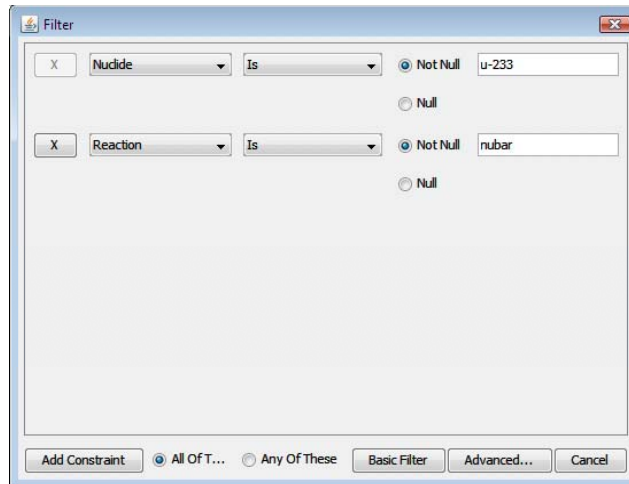 Filter
X Nuclide Is Not Null u-233
Null
X Reaction Is Not Null nubar
Null
Add Constraint All Of T... Any Of These Basic Filter Advanced... Cancel